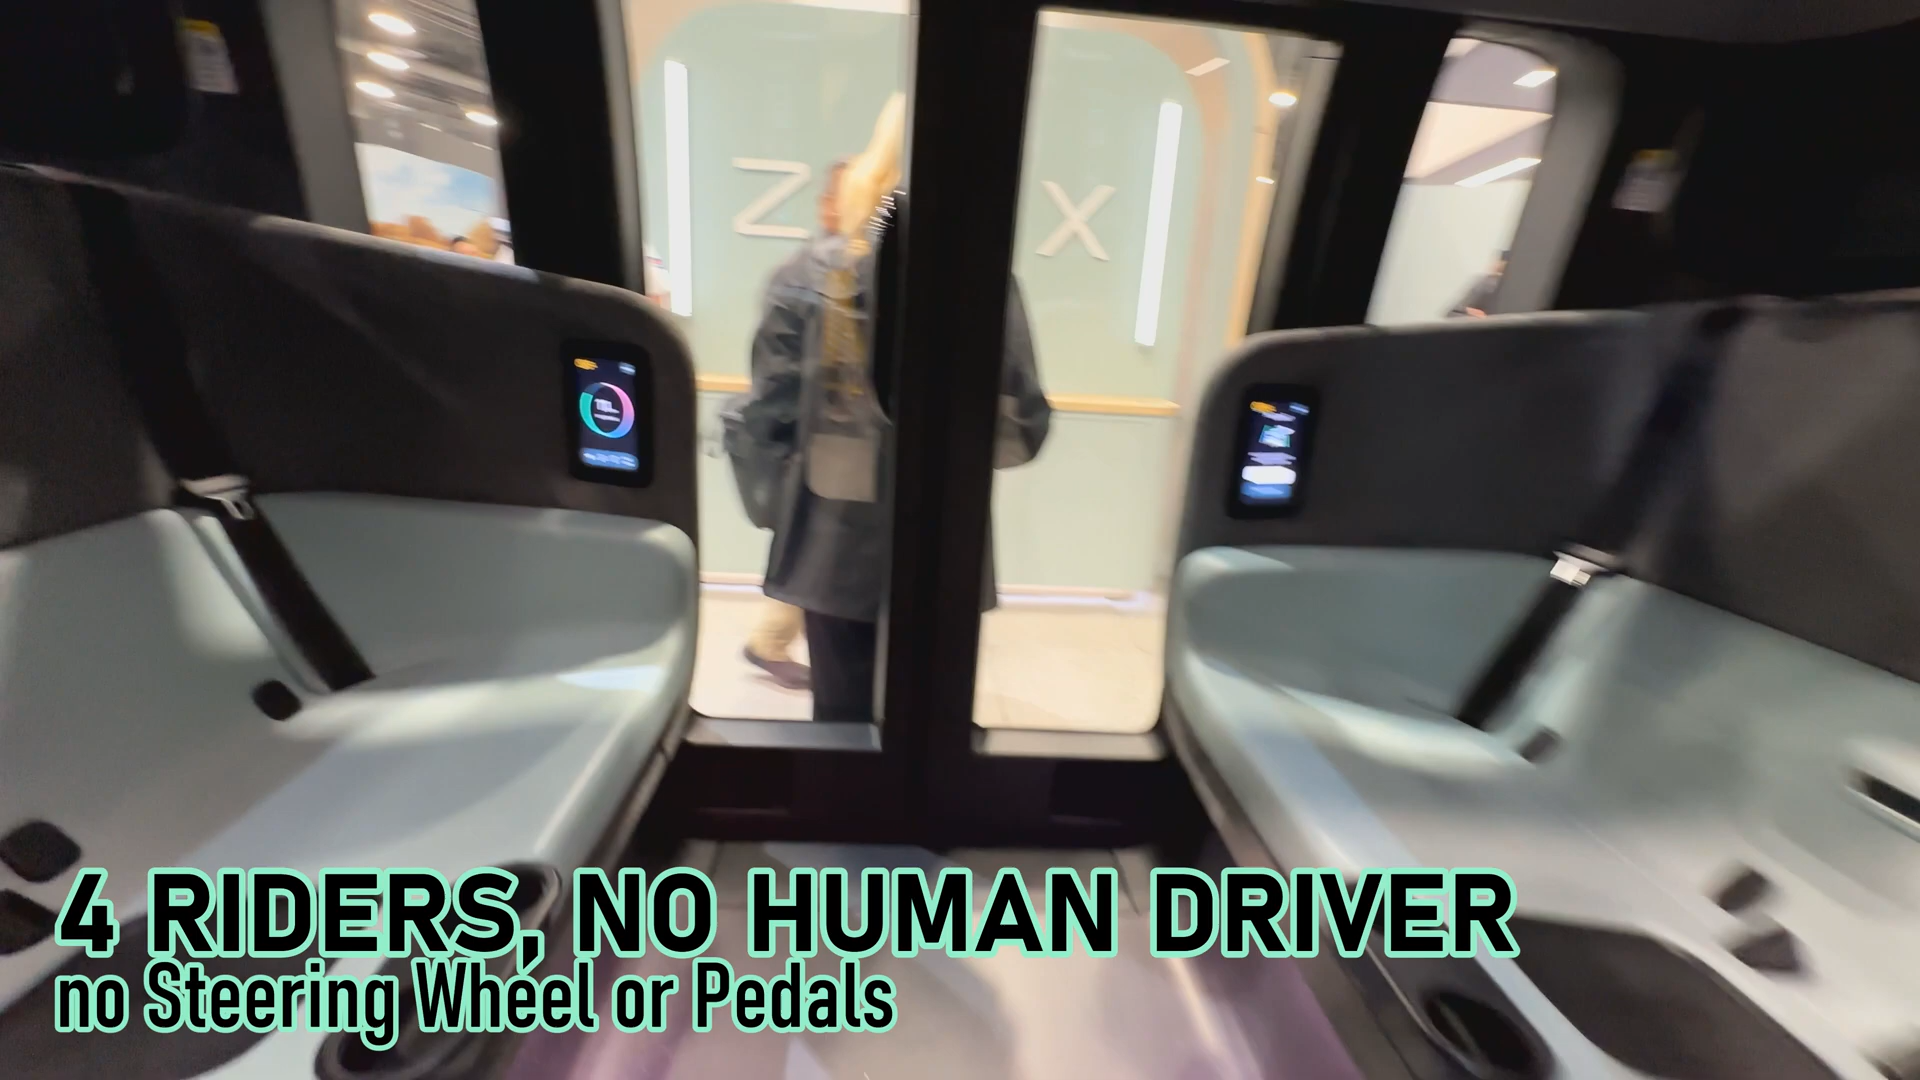 Z X
4 RIDERS, NO HUMAN DRIVER
no Steering Wheel or Pedals